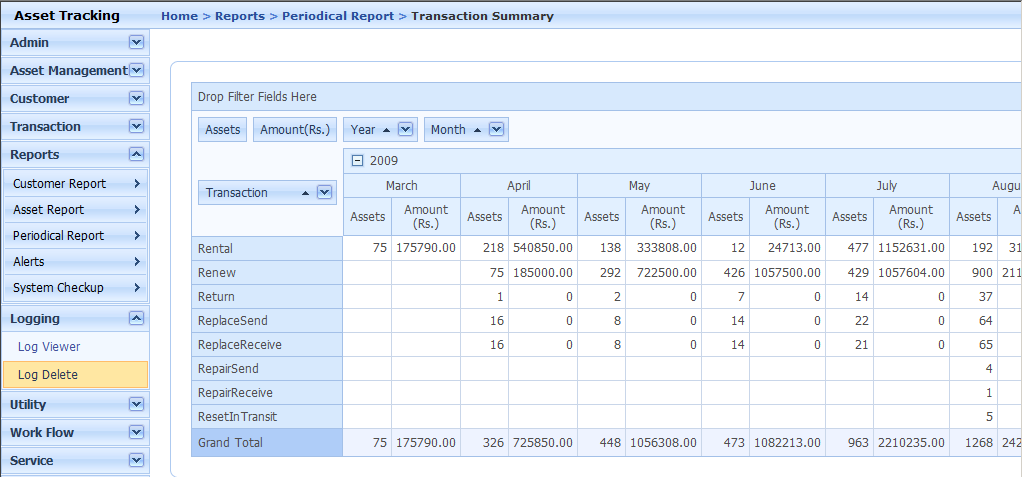 Asset Tracking
Home > Reports > Periodical Report > Transaction Summary
Admin
Asset Management
Customer
Transaction
Reports
Customer Report
Asset Report
Periodical Report
Alerts
System Checkup
Logging
Log Viewer
Log Delete
Utility
Work Flow
Service
Drop Filter Fields Here
Assets Amount(Rs.) Year Month
2009
Transaction
March April May June July Augu
Assets Amount (Rs.) Assets Amount (Rs.) Assets Amount (Rs.) Assets Amount (Rs.) Assets Amount (Rs.) Assets
Rental 75 175790.00 218 540850.00 138 333808.00 12 24713.00 477 1152631.00 192 31
Renew 75 185000.00 292 722500.00 426 1057500.00 429 1057604.00 900 211
Return 1 0 2 0 7 0 14 0 37
ReplaceSend 16 0 8 0 14 0 22 0 64
ReplaceReceive 16 0 8 0 14 0 21 0 65
RepairSend 4
RepairReceive 1
ResetInTransit 5
Grand Total 75 175790.00 326 725850.00 448 1056308.00 473 1082213.00 963 2210235.00 1268 242